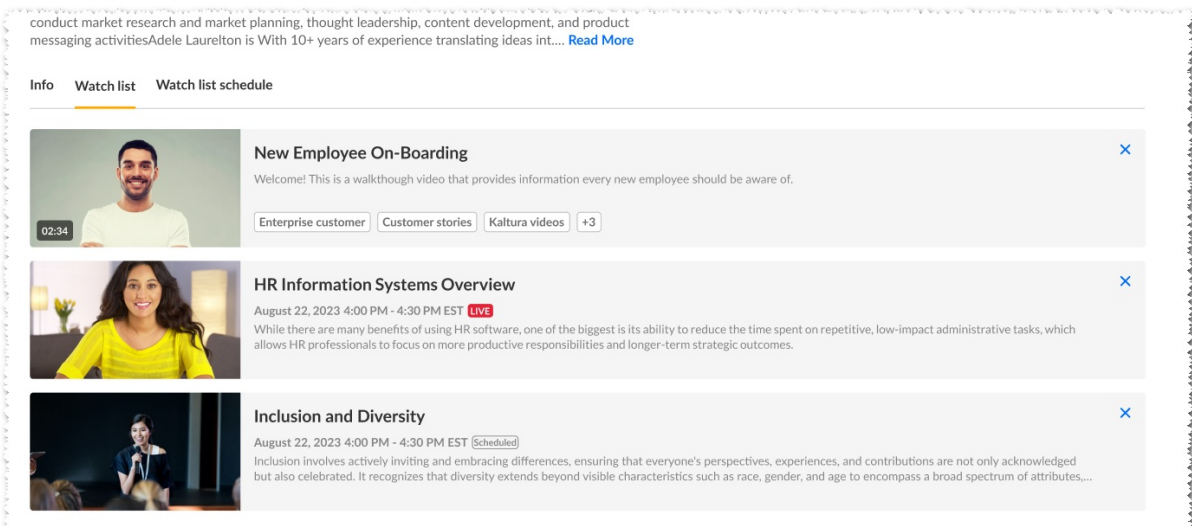 conduct market research and market planning, thought leadership, content development, and product
messaging activitiesAdele Laurelton is With 10+ years of experience translating ideas int.... Read More
Info Watch list Watch list schedule
New Employee On-Boarding
Welcome! This is a walkthough video that provides information every new employee should be aware of.
02:34
Enterprise customer Customer stories Kaltura videos +3
HR Information Systems Overview
August 22, 2023 4:00 PM - 4:30 PM EST LIVE
While there are many benefits of using HR software, one of the biggest is its ability to reduce the time spent on repetitive, low-impact administrative tasks, which
allows HR professionals to focus on more productive responsibilities and longer-term strategic outcomes.
Inclusion and Diversity
August 22, 2023 4:00 PM - 4:30 PM EST Scheduled
Inclusion involves actively inviting and embracing differences, ensuring that everyone's perspectives, experiences, and contributions are not only acknowledged
but also celebrated. It recognizes that diversity extends beyond visible characteristics such as race, gender, and age to encompass a broad spectrum of attributes,...